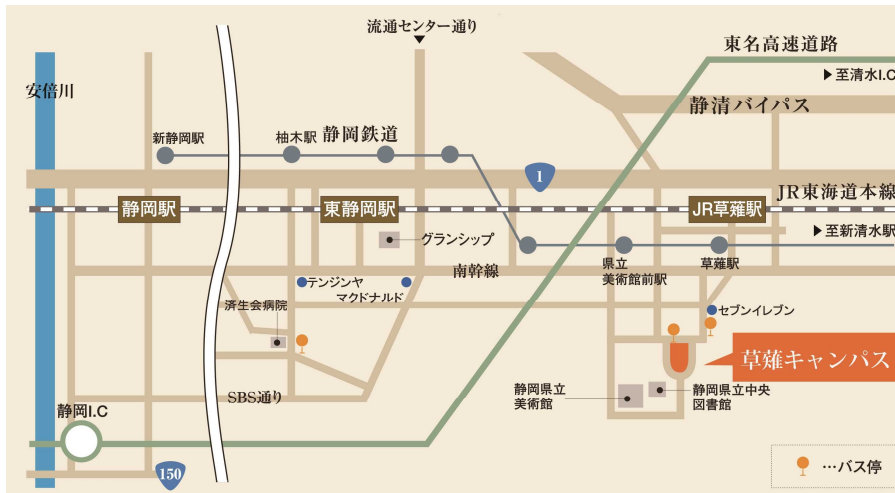 流通センター通り
東名高速道路
▶至清水I.C
安倍川
静清バイパス
新静岡駅
柚木駅
静岡鉄道
1
JR東海道本線
静岡駅
東静岡駅
JR草薙駅
グランシップ
▶至新清水駅
県立
美術館前駅
草薙駅
南幹線
テンジンヤ
マクドナルド
済生会病院
セブンイレブン
草薙キャンパス
静岡県立
美術館
静岡県立中央
図書館
SBS通り
静岡I.C
150
…バス停